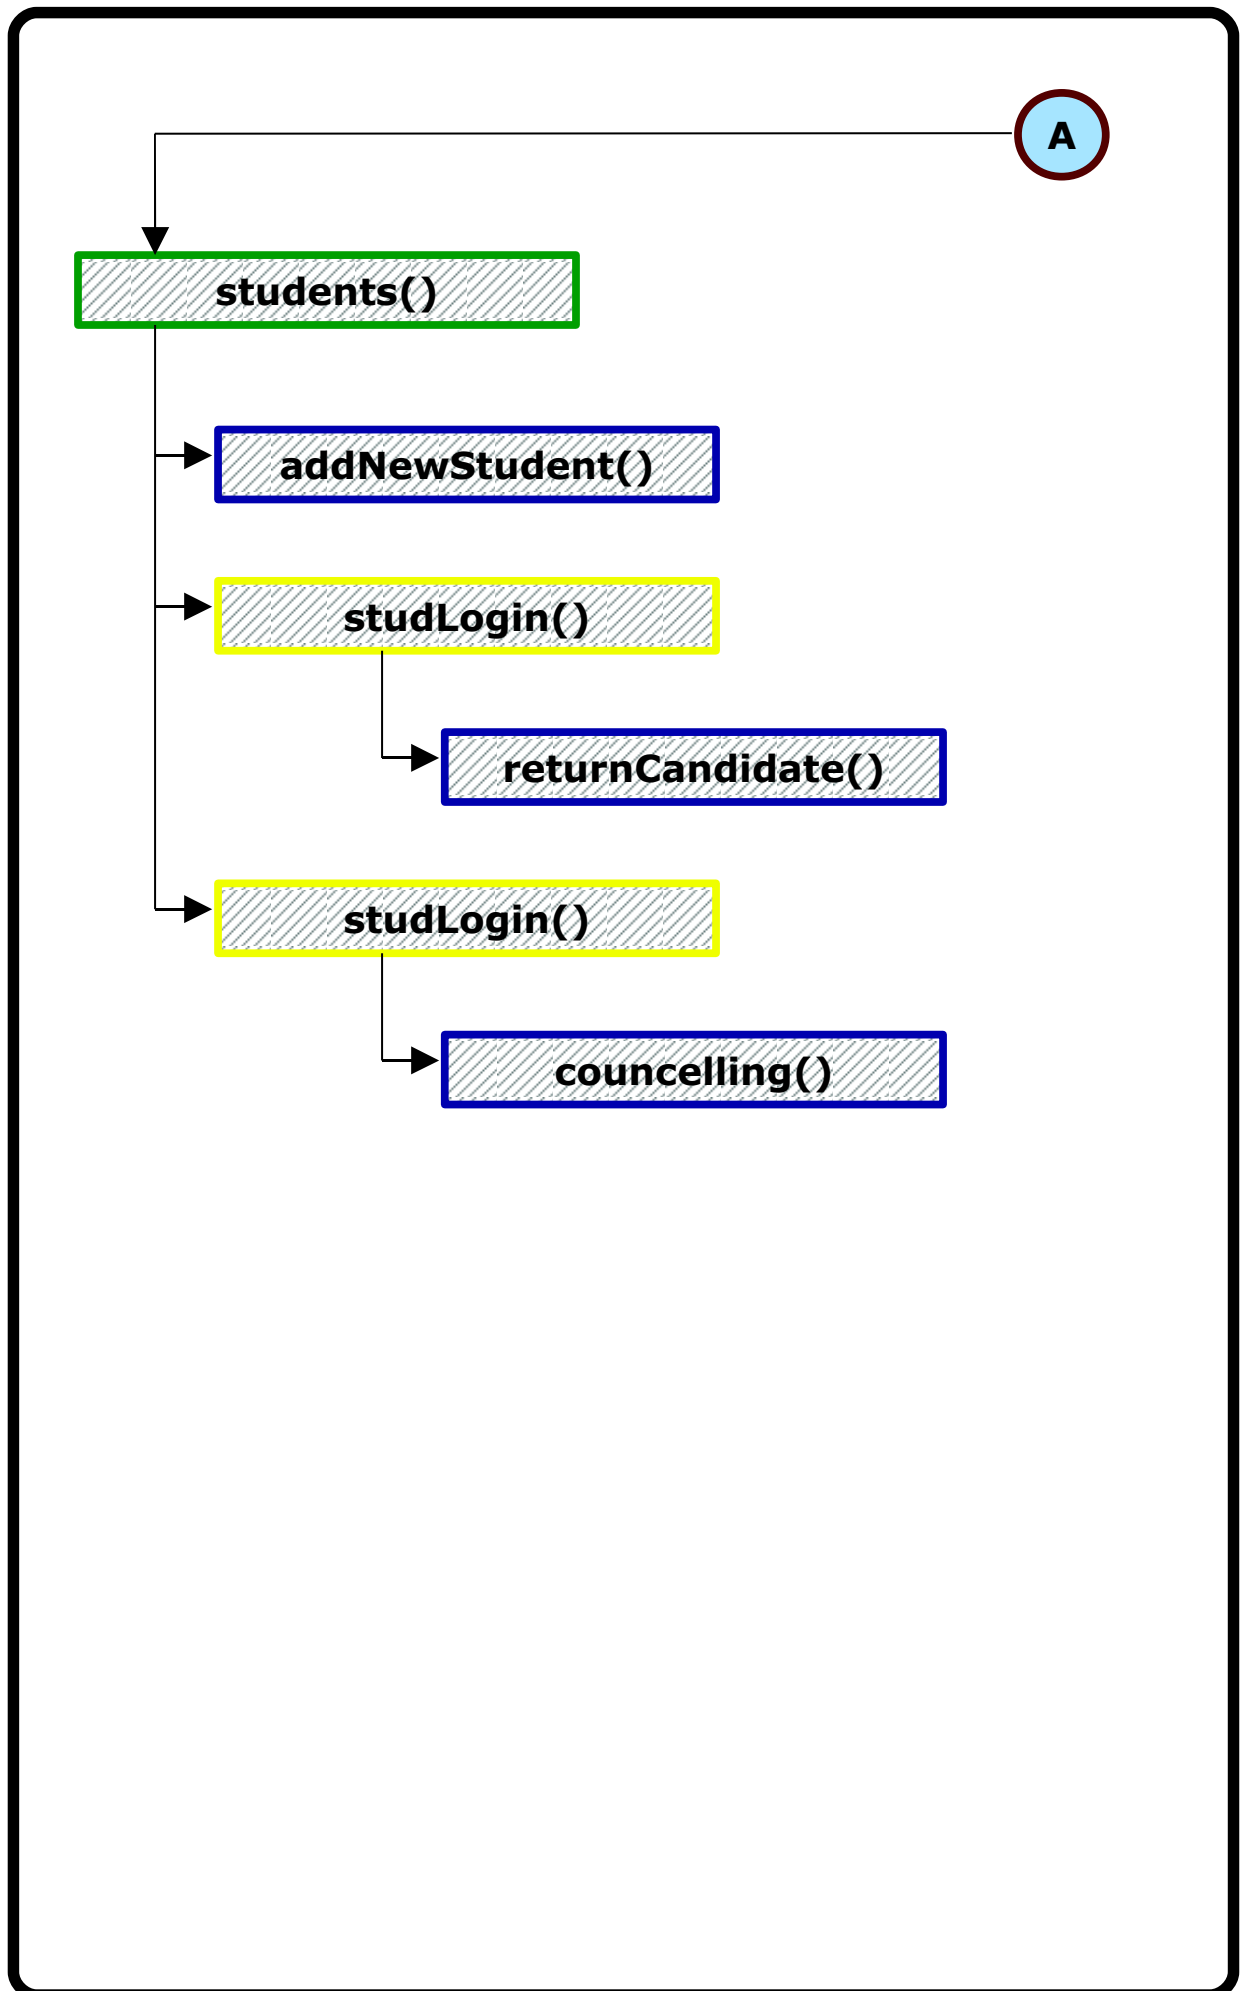 A
students()
addNewStudent()
studLogin()
returnCandidate()
studLogin()
councelling()